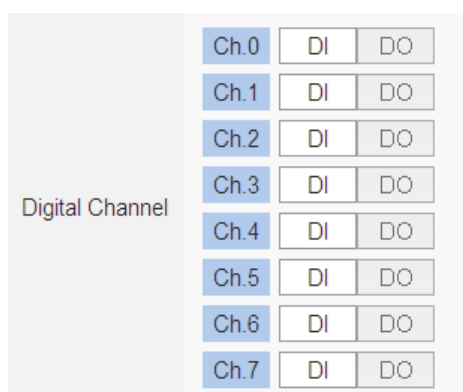 Ch.0 DI DO
Ch.1 DI DO
Ch.2 DI DO
Ch.3 DI DO
Digital Channel
Ch.4 DI DO
Ch.5 DI DO
Ch.6 DI DO
Ch.7 DI DO